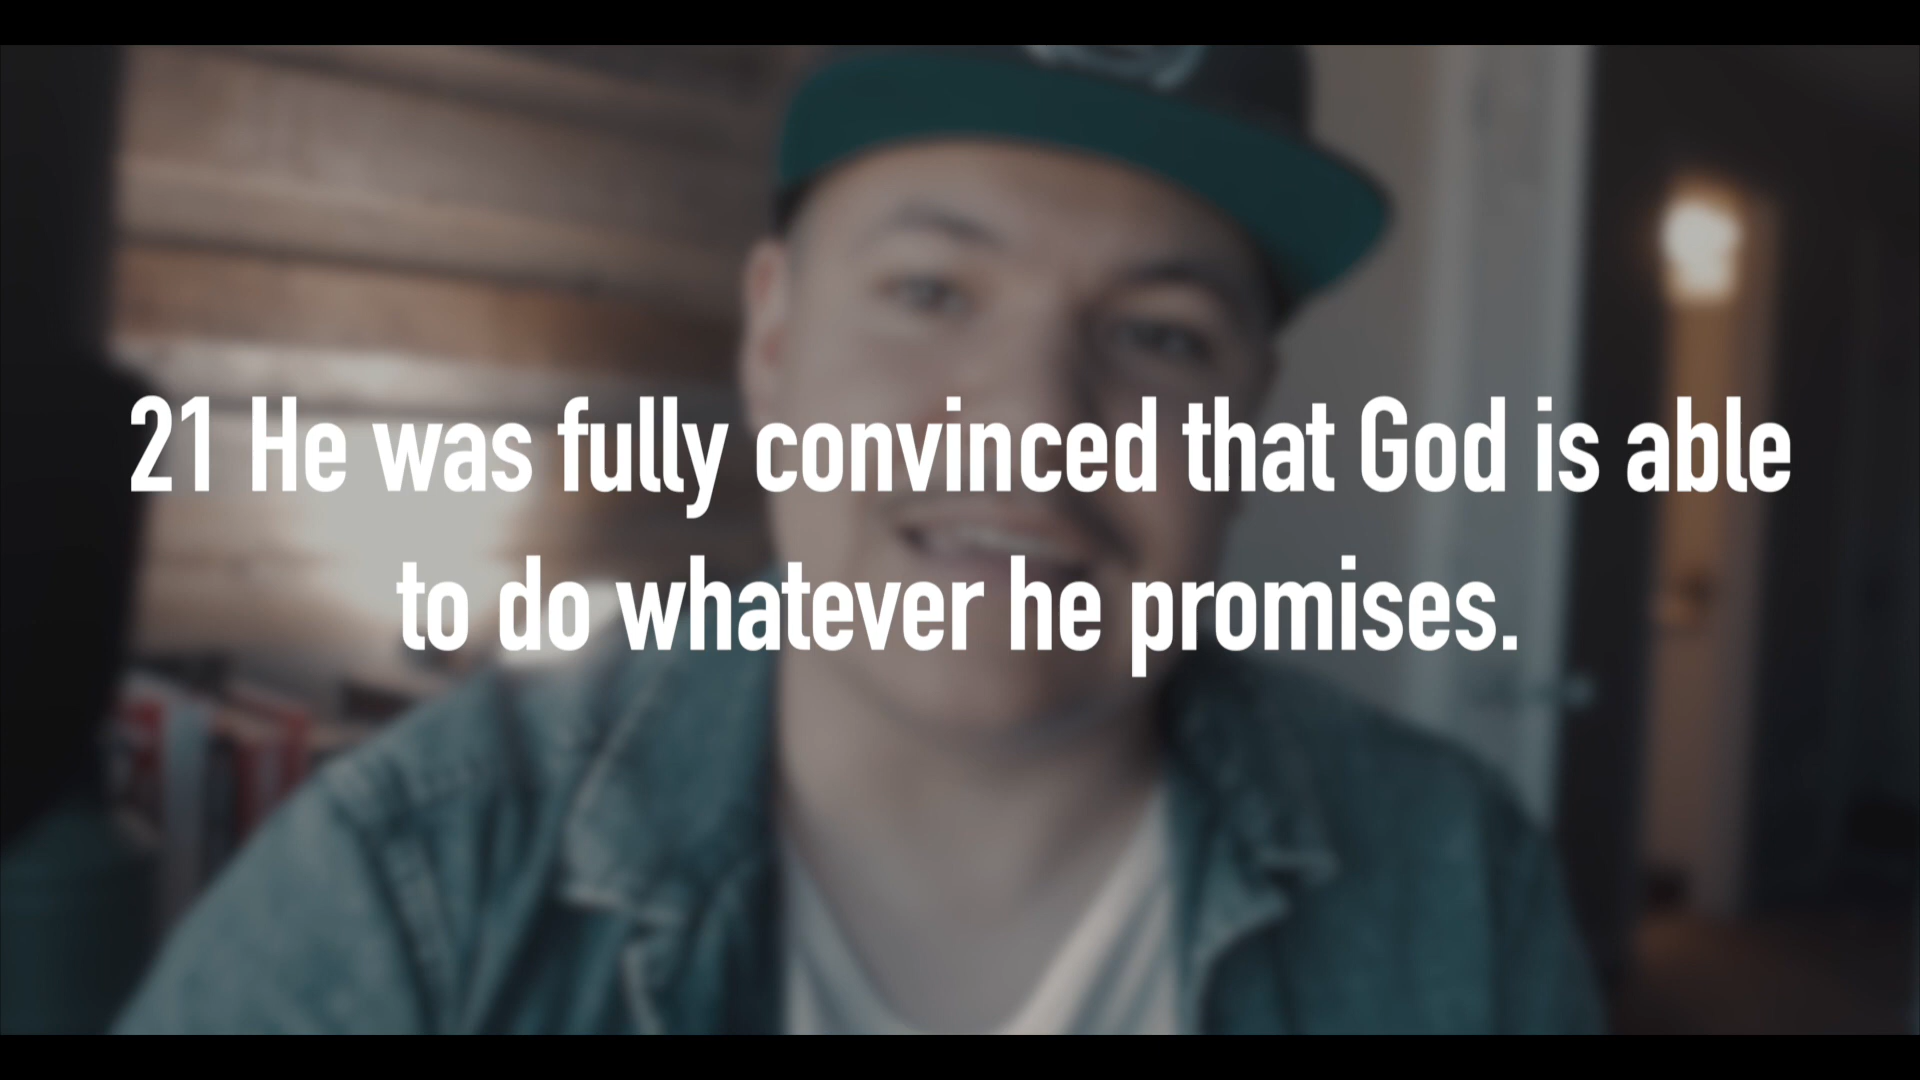 21 He was fully convinced that God is able
to do whatever he promises.